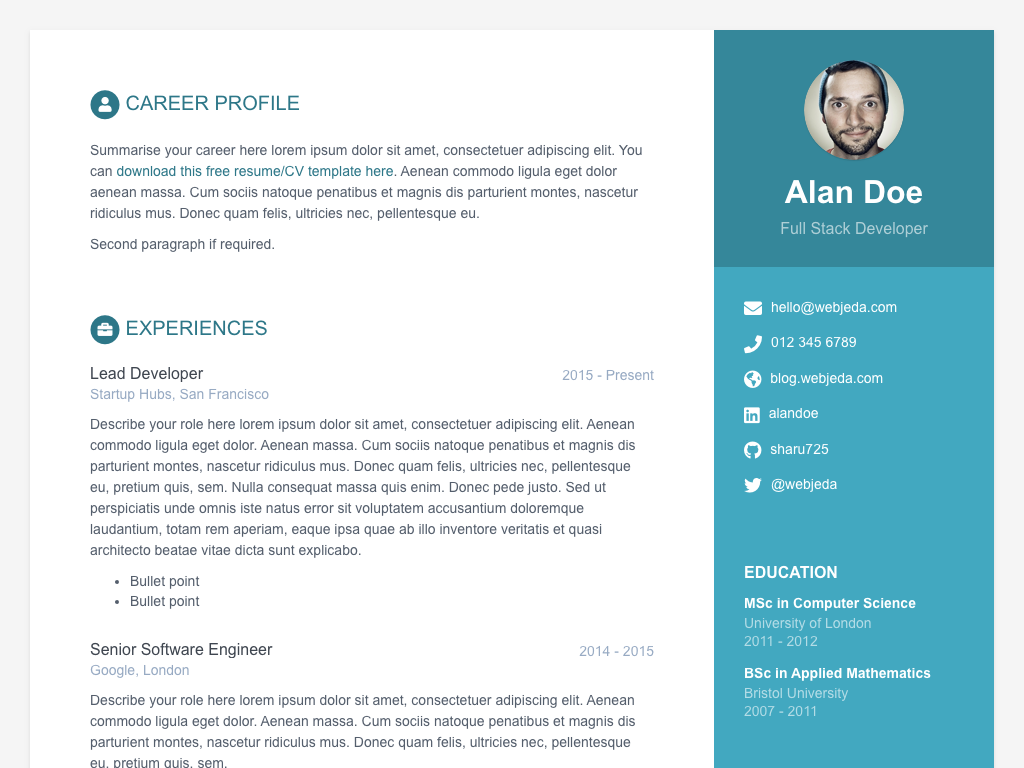 CAREER PROFILE
Summarise your career here lorem ipsum dolor sit amet, consectetuer adipiscing elit. You
can download this free resume/CV template here. Aenean commodo ligula eget dolor
aenean massa. Cum sociis natoque penatibus et magnis dis parturient montes, nascetur
ridiculus mus. Donec quam felis, ultricies nec, pellentesque eu.
Second paragraph if required.
EXPERIENCES
Lead Developer
2015 - Present
Startup Hubs, San Francisco
Describe your role here lorem ipsum dolor sit amet, consectetuer adipiscing elit. Aenean
commodo ligula eget dolor. Aenean massa. Cum sociis natoque penatibus et magnis dis
parturient montes, nascetur ridiculus mus. Donec quam felis, ultricies nec, pellentesque
eu, pretium quis, sem. Nulla consequat massa quis enim. Donec pede justo. Sed ut
perspiciatis unde omnis iste natus error sit voluptatem accusantium doloremque
laudantium, totam rem aperiam, eaque ipsa quae ab illo inventore veritatis et quasi
architecto beatae vitae dicta sunt explicabo.
• Bullet point
• Bullet point
Senior Software Engineer
2014 - 2015
Google, London
Describe your role here lorem ipsum dolor sit amet, consectetuer adipiscing elit. Aenean
commodo ligula eget dolor. Aenean massa. Cum sociis natoque penatibus et magnis dis
parturient montes, nascetur ridiculus mus. Donec quam felis, ultricies nec, pellentesque
eu, pretium quis, sem.
Alan Doe
Full Stack Developer
hello@webjeda.com
012 345 6789
blog.webjeda.com
alandoe
sharu725
@webjeda
EDUCATION
MSc in Computer Science
University of London
2011 - 2012
BSc in Applied Mathematics
Bristol University
2007 - 2011